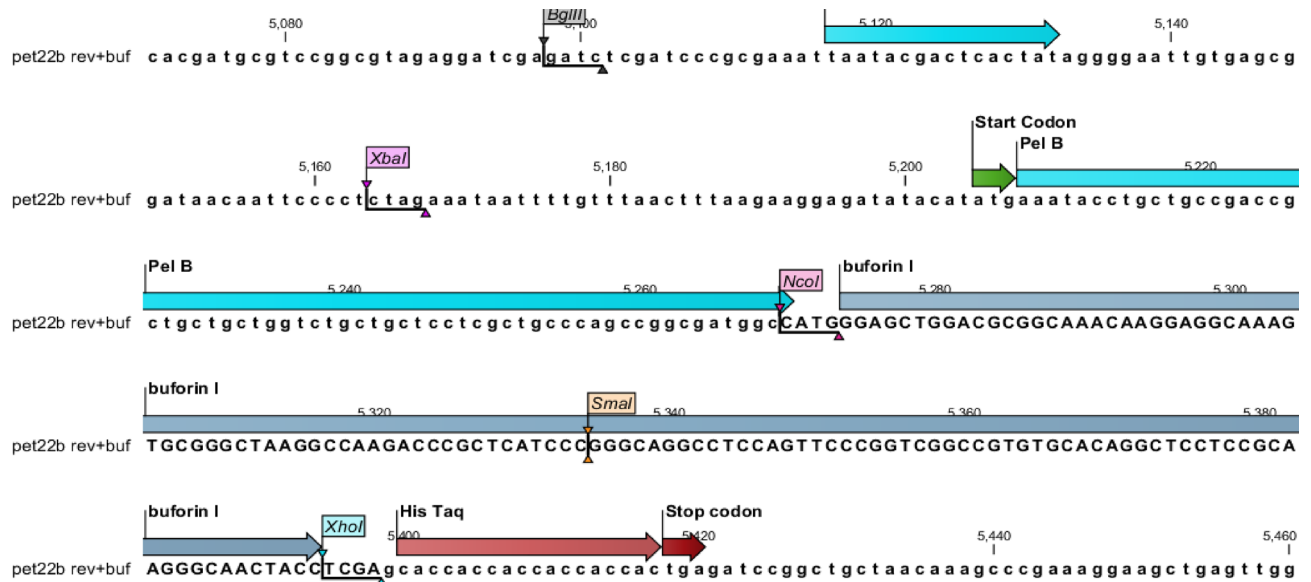 5,080 BglII 5,100 5,120 5,140
pet22b rev+buf cacgatgcgtccggcgtagaggatcgagatctcgatcccgcgaaattaatacgactcactataggggaattgtgagcg
Start Codon
Pel B
XbaI
5,160 5,180 5,200 5,220
pet22b rev+buf gataacaattcccctctagaaataattttgtttaactttaagaaggagatatacatatgaaatacctgctgccgaccg
Pel B NcoI buforin I
5,240 5,260 5,280 5,300
pet22b rev+buf ctgctgctggtctgctgctcctcgctgcccagccggcgatggcCATGGGAGCTGGACGCGGCAAACAAGGAGGCAAAG
buforin I SmaI
5,320 5,340 5,360 5,380
pet22b rev+buf TGCGGGCTAAGGCCAAGACCCGCTCATCCCGGGCAGGCCTCCAGTTCCCGGTCGGCCGTGTGCACAGGCTCCTCCGCA
buforin I XhoI His Taq Stop codon
5,400 5,420 5,440 5,460
pet22b rev+buf AGGGCAACTACCTCGAgcaccaccaccaccaccactgagatccggctgctaacaaagcccgaaaggaagctgagttgg